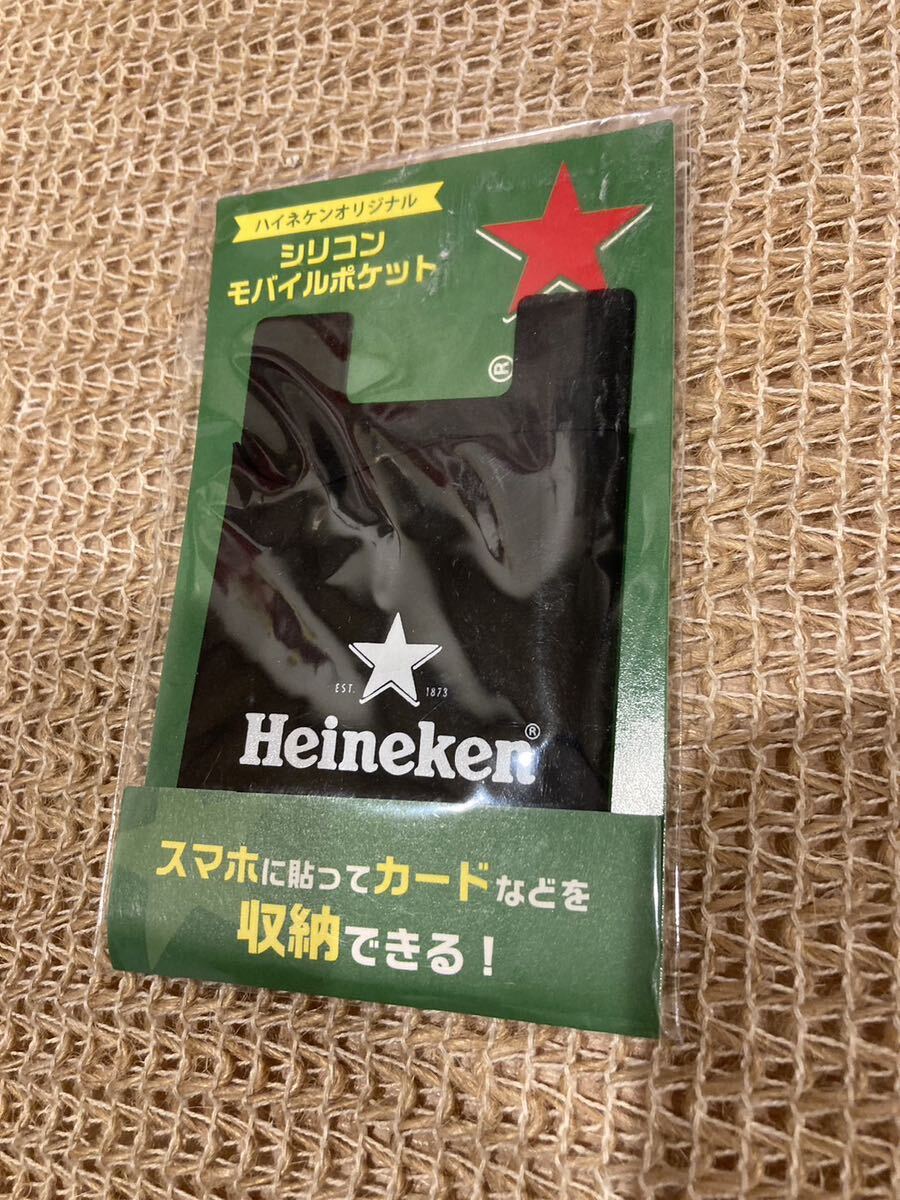 ハイネケンオリジナル
シリコン
モバイルポケット
®
EST. 1873
Heineken®
スマホに貼ってカードなどを
収納できる！